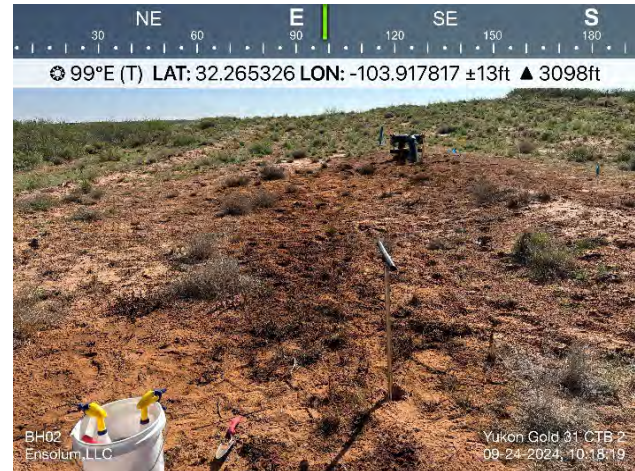 NE E SE S
30 60 90 120 150 180
99°E (T) LAT: 32.265326 LON: -103.917817 ±13ft ▲ 3098ft
BH02
Ensolum,LLC
Yukon Gold 31 CTB 2
09-24-2024, 10:18:19